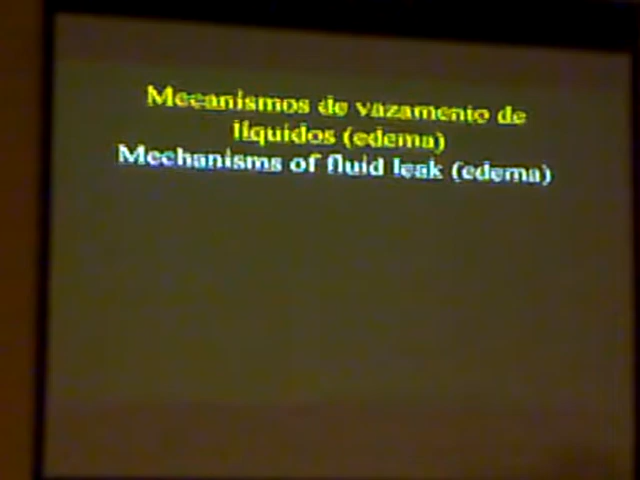 Mecanismos de vazamento de
líquidos (edema)
Mechanisms of fluid leak (edema)